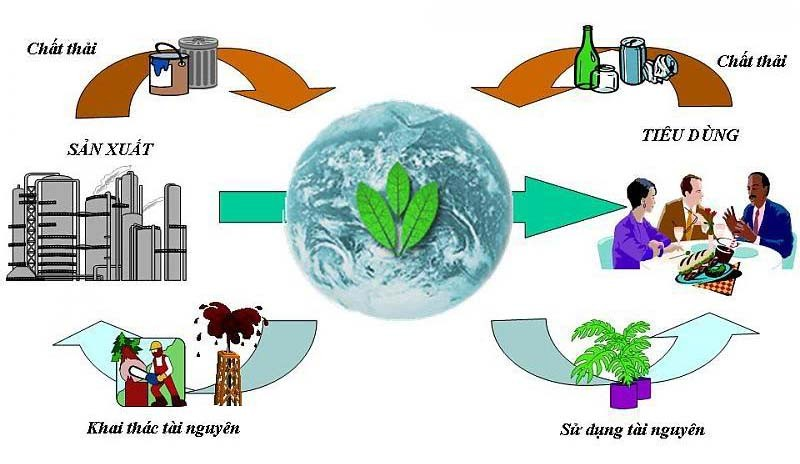 Chất thải
Chất thải
SẢN XUẤT
TIÊU DÙNG
Khai thác tài nguyên
Sử dụng tài nguyên